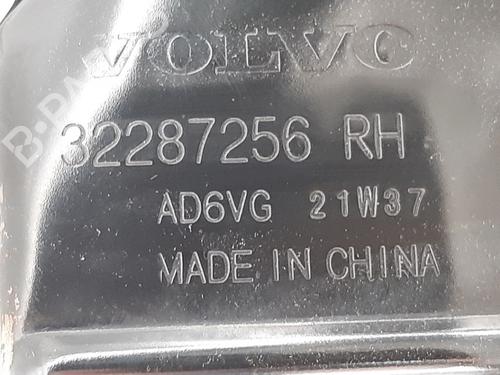 VOLVO
32287256 RH
AD6VG 21W37
MADE IN CHINA